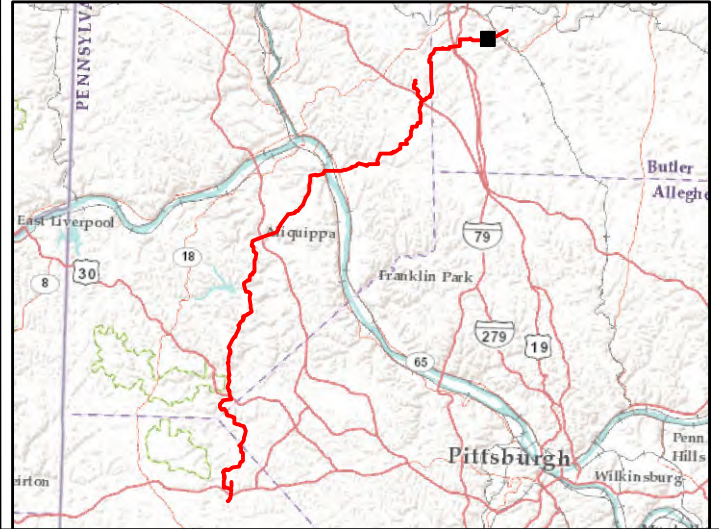 PENNSYLVA
Butler
Alleghe
East Liverpool
Aliquippa
79
18
Franklin Park
30
8
279
19
65
Pittsburgh
Penn
Hills
Wilkinsburg
eirton